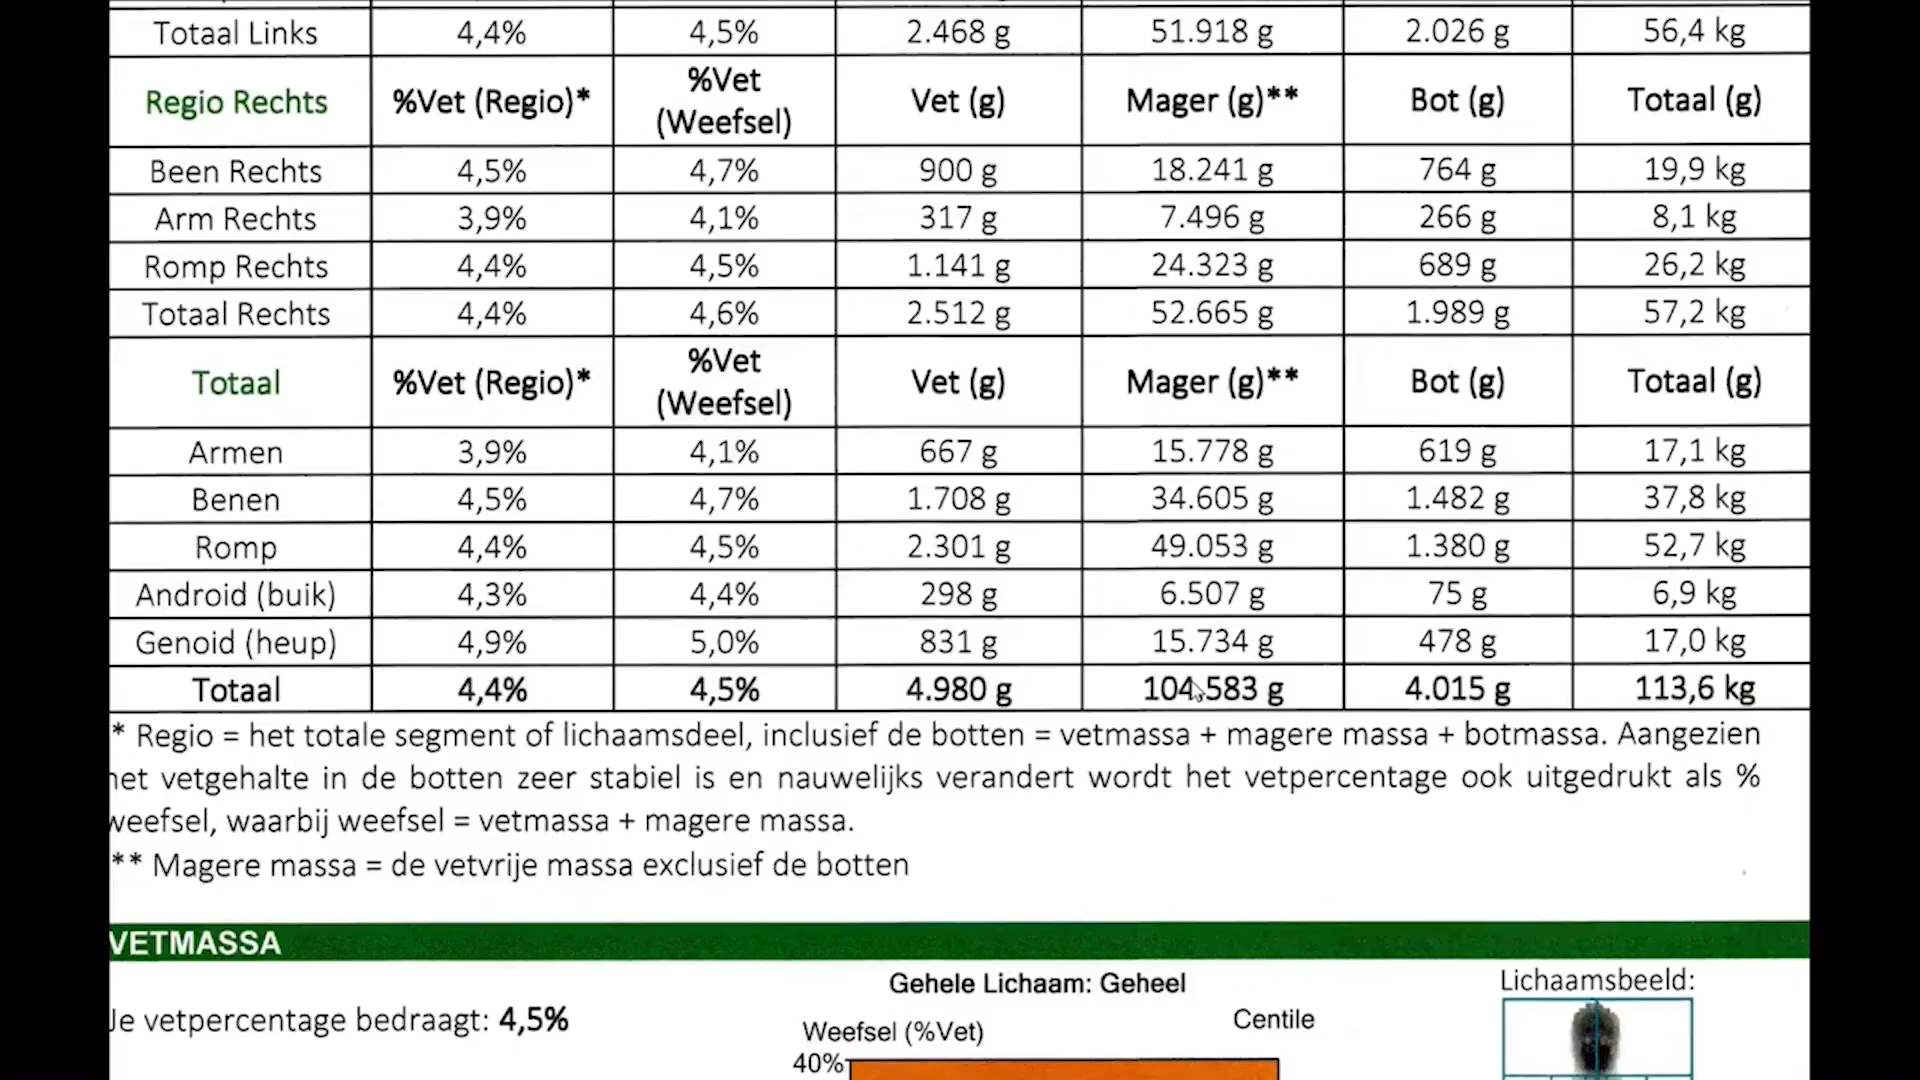 Totaal Links 4,4% 4,5% 2.468 g 51.918 g 2.026 g 56,4 kg
Regio Rechts %Vet (Regio)* %Vet (Weefsel) Vet (g) Mager (g)** Bot (g) Totaal (g)
Been Rechts 4,5% 4,7% 900 g 18.241 g 764 g 19,9 kg
Arm Rechts 3,9% 4,1% 317 g 7.496 g 266 g 8,1 kg
Romp Rechts 4,4% 4,5% 1.141 g 24.323 g 689 g 26,2 kg
Totaal Rechts 4,4% 4,6% 2.512 g 52.665 g 1.989 g 57,2 kg
Totaal %Vet (Regio)* %Vet (Weefsel) Vet (g) Mager (g)** Bot (g) Totaal (g)
Armen 3,9% 4,1% 667 g 15.778 g 619 g 17,1 kg
Benen 4,5% 4,7% 1.708 g 34.605 g 1.482 g 37,8 kg
Romp 4,4% 4,5% 2.301 g 49.053 g 1.380 g 52,7 kg
Android (buik) 4,3% 4,4% 298 g 6.507 g 75 g 6,9 kg
Genoid (heup) 4,9% 5,0% 831 g 15.734 g 478 g 17,0 kg
Totaal 4,4% 4,5% 4.980 g 104.583 g 4.015 g 113,6 kg
* Regio = het totale segment of lichaamsdeel, inclusief de botten = vetmassa + magere massa + botmassa. Aangezien
het vetgehalte in de botten zeer stabiel is en nauwelijks verandert wordt het vetpercentage ook uitgedrukt als %
weefsel, waarbij weefsel = vetmassa + magere massa.
** Magere massa = de vetvrije massa exclusief de botten
VETMASSA
Gehele Lichaam: Geheel
Lichaamsbeeld:
Je vetpercentage bedraagt: 4,5%
Weefsel (%Vet)
Centile
40%